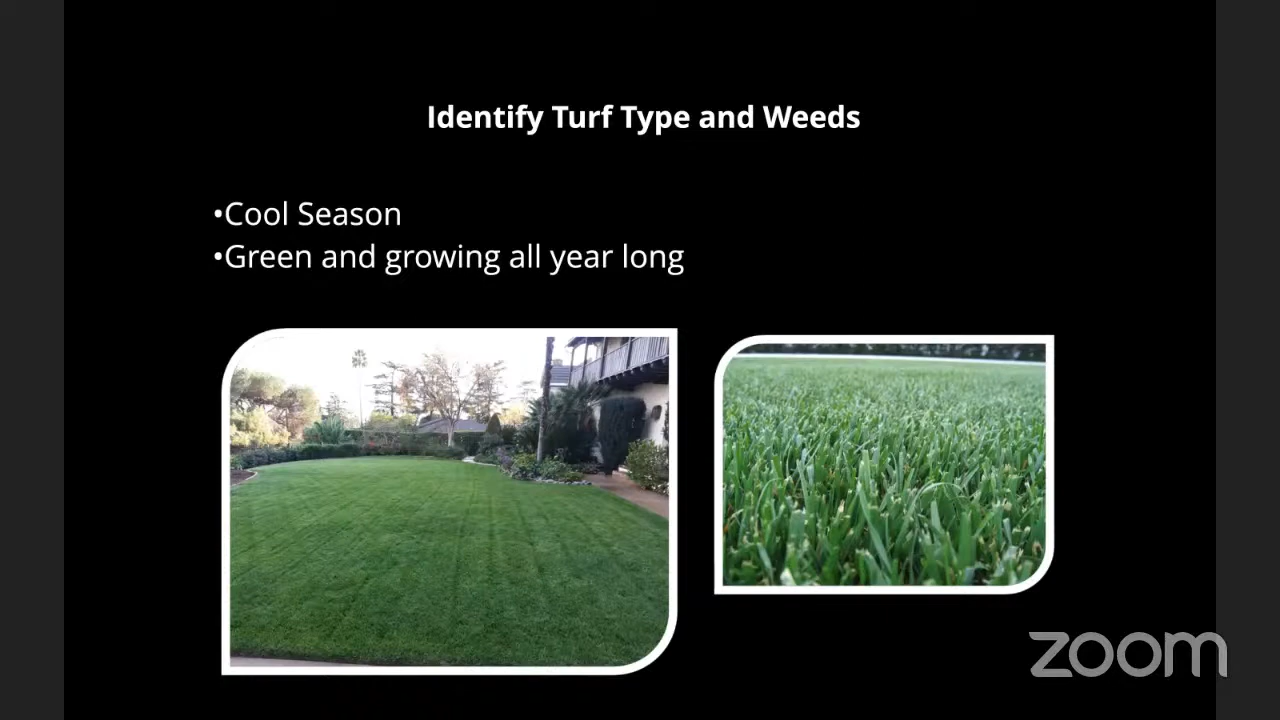 Identify Turf Type and Weeds
•Cool Season
•Green and growing all year long
zoom